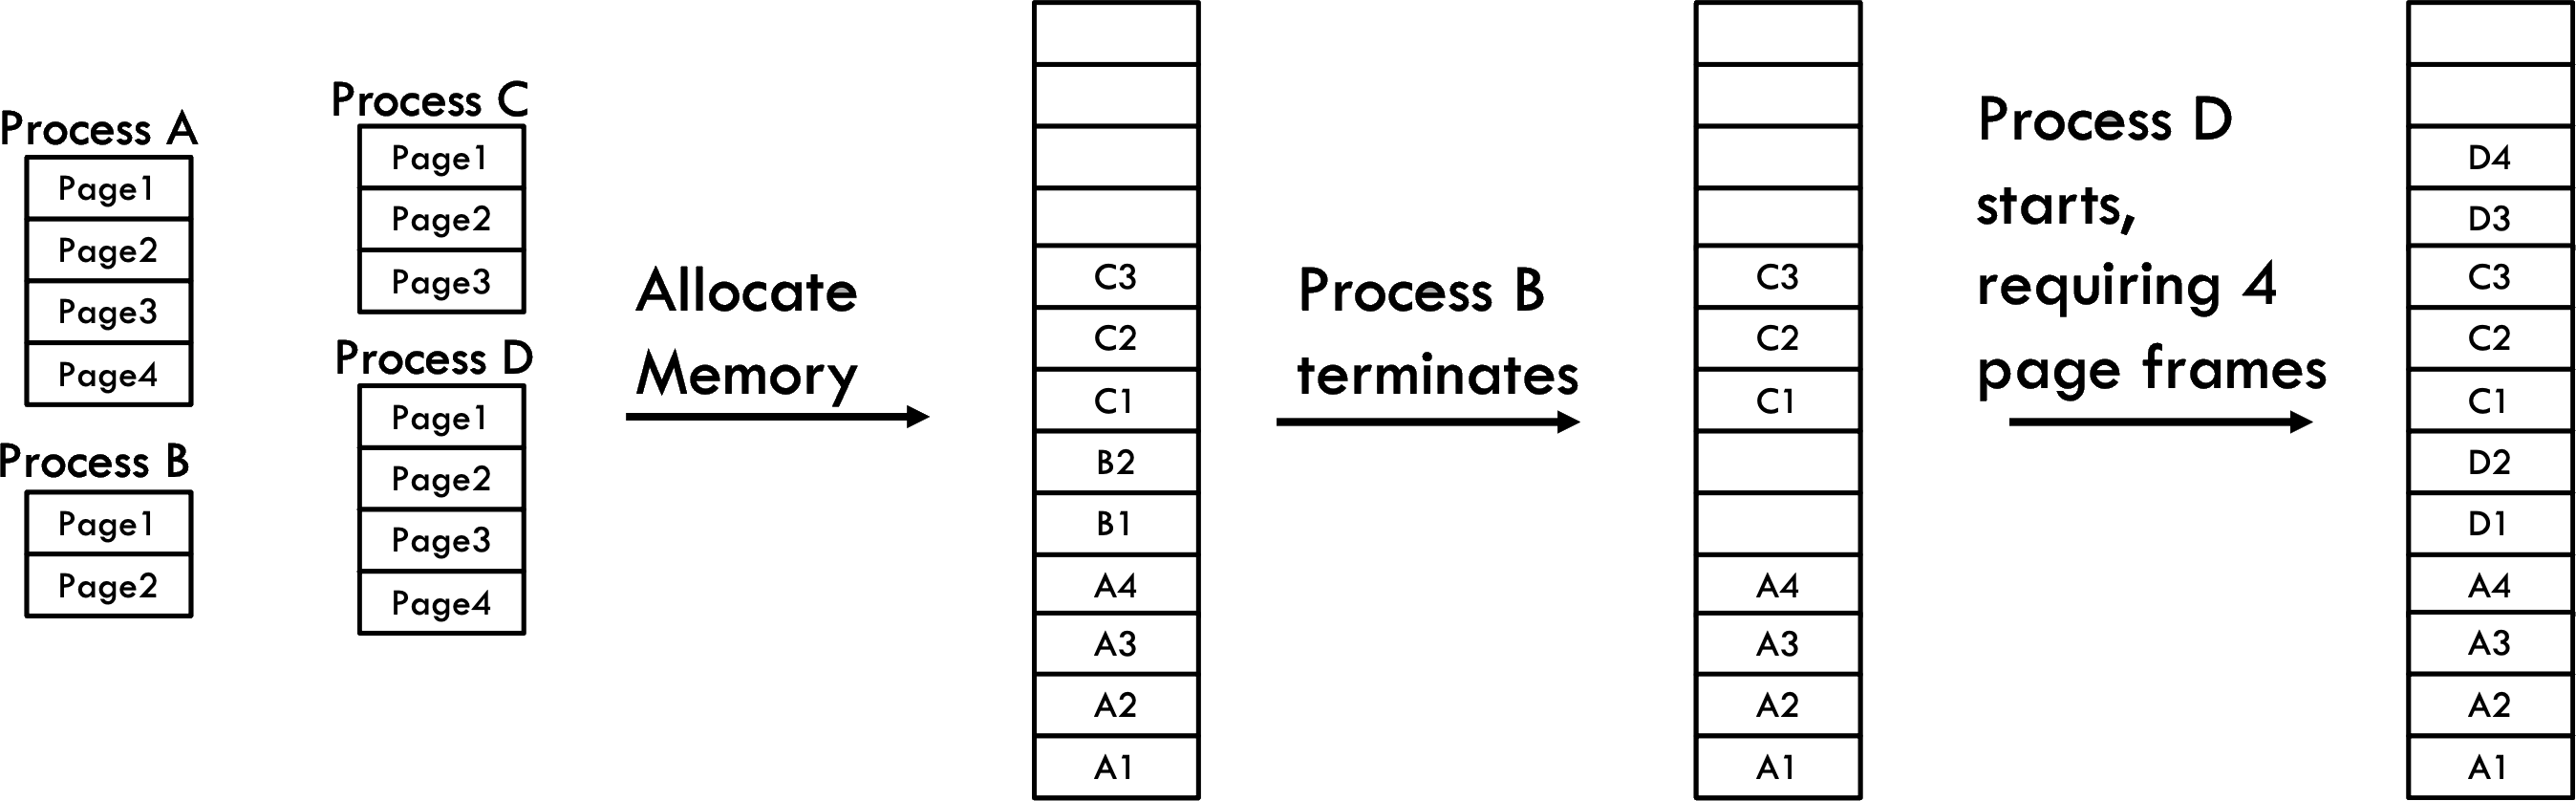 Process A
Page1
Page2
Page3
Page4
Process B
Page1
Page2
Process C
Page1
Page2
Page3
Process D
Page1
Page2
Page3
Page4
Allocate
Memory
C3
C2
C1
B2
B1
A4
A3
A2
A1
Process B
terminates
C3
C2
C1
A4
A3
A2
A1
Process D
starts,
requiring 4
page frames
D4
D3
C3
C2
C1
D2
D1
A4
A3
A2
A1